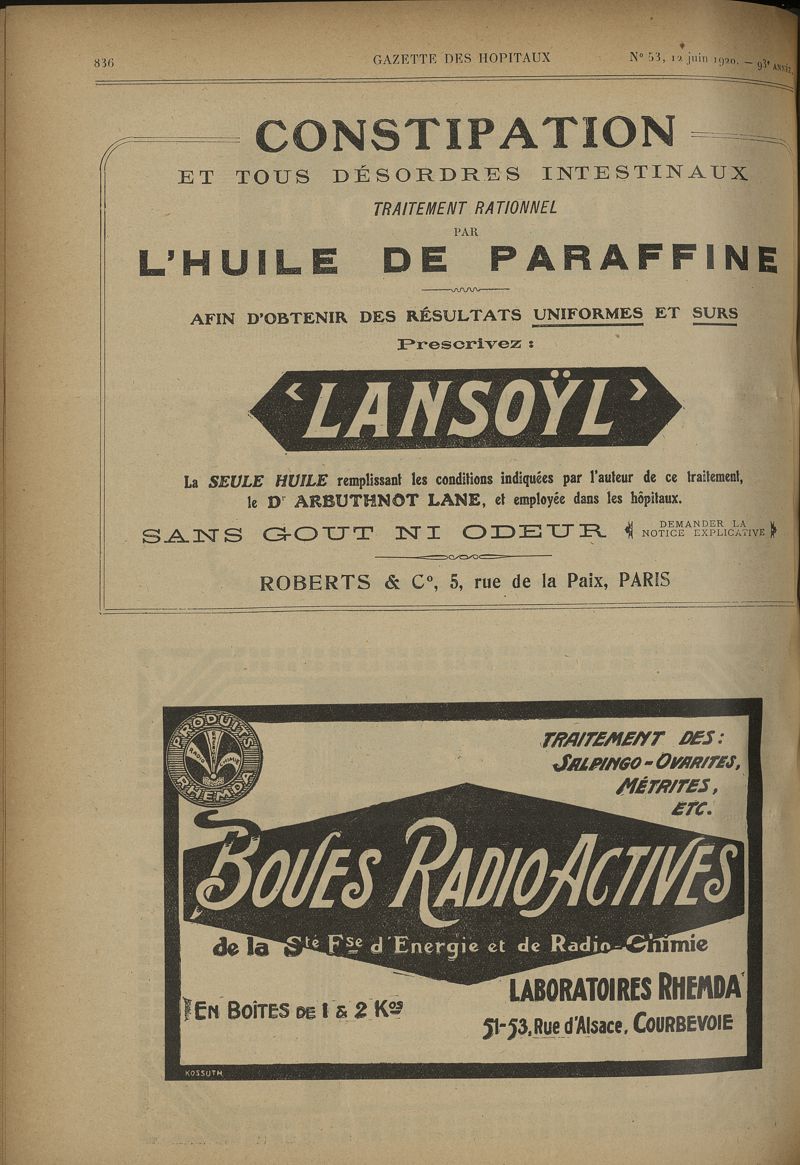 836
GAZETTE DES HOPITAUX
N° 53, 12 juin 1920. — 93e ANNÉE.
CONSTIPATION
ET TOUS DÉSORDRES INTESTINAUX
TRAITEMENT RATIONNEL
PAR
L'HUILE DE PARAFFINE
AFIN D'OBTENIR DES RÉSULTATS UNIFORMES ET SURS
Prescrivez :
‹LANSOŸL›
La SEULE HUILE remplissant les conditions indiquées par l'auteur de ce traitement,
le Dr ARBUTHNOT LANE, et employée dans les hôpitaux.
SANS GOUT NI ODEUR
DEMANDER LA
NOTICE EXPLICATIVE
ROBERTS & C°, 5, rue de la Paix, PARIS
PRODUITS
RADIO CHIMIE
RHEMDA
TRAITEMENT DES:
SALPINGO-OVARITES,
MÉTRITES,
ETC.
BOUES RADIO-ACTIVES
de la Sté Fse d'Energie et de Radio-Chimie
EN BOÎTES DE 1 & 2 KOS
LABORATOIRES RHEMDA
51-53, Rue d'Alsace, COURBEVOIE
KOSSUTH